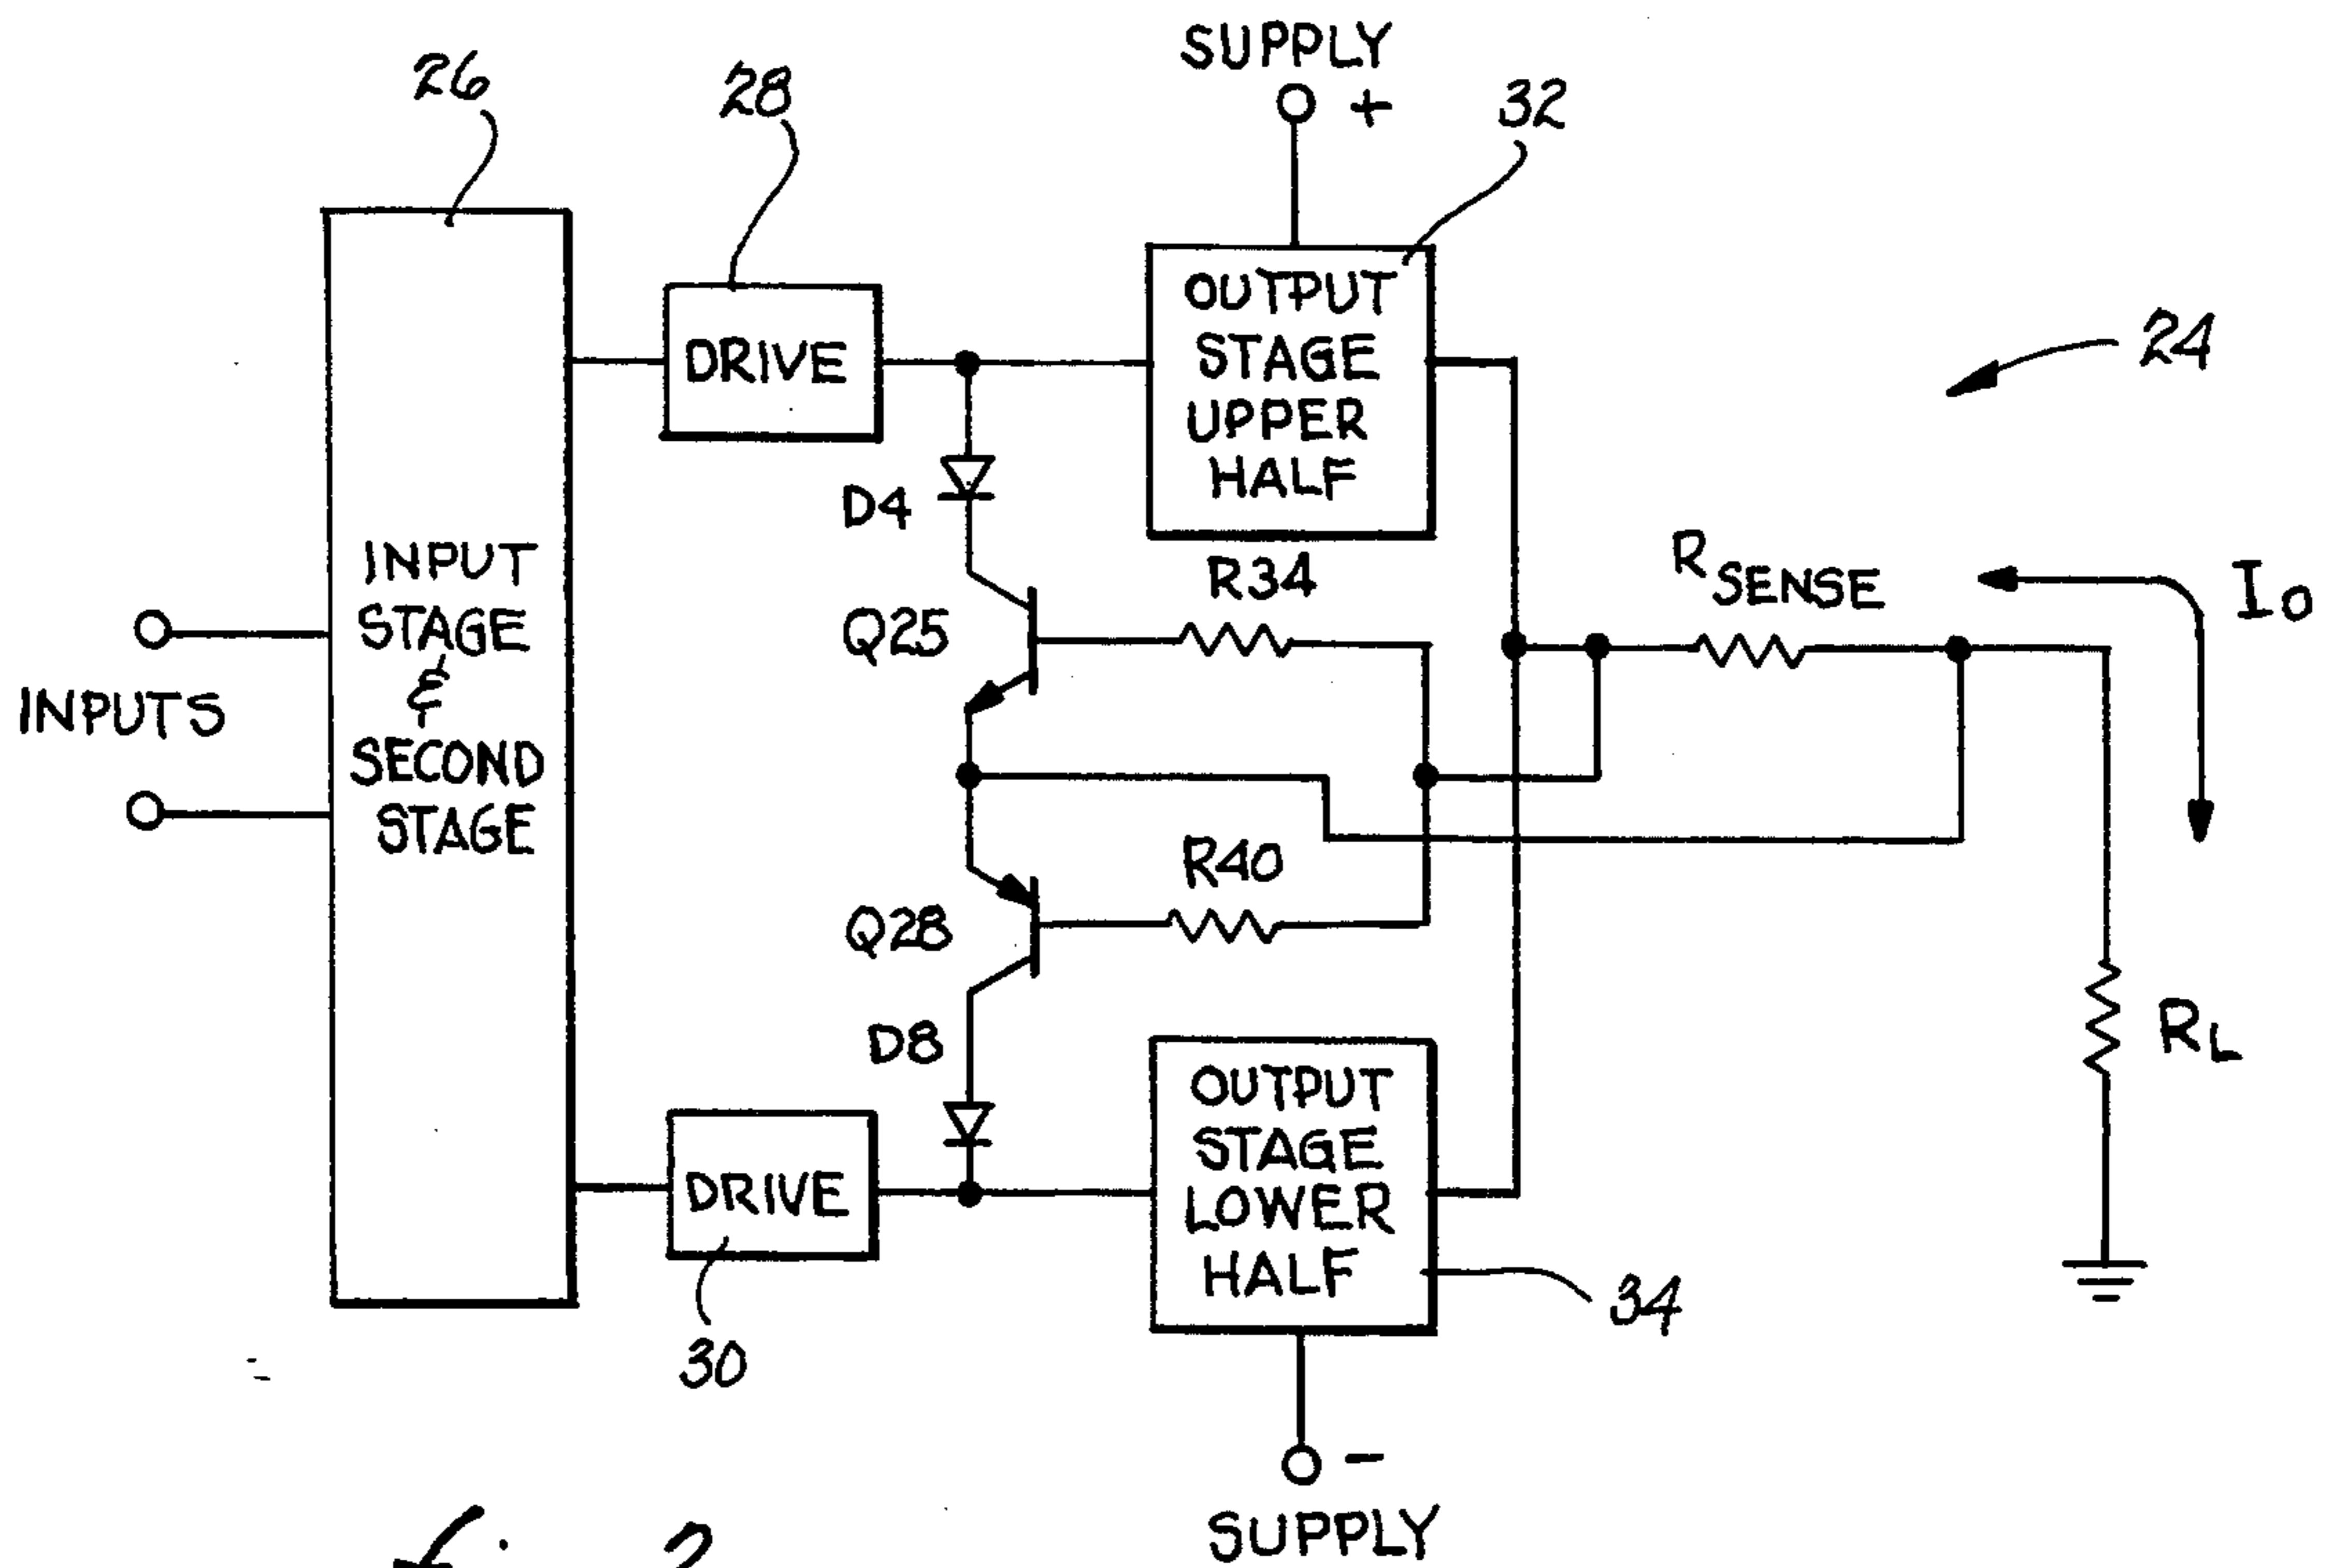 SUPPLY
+
26
28
32
24
OUTPUT
STAGE
UPPER
HALF
DRIVE
D4
INPUT
STAGE
&
SECOND
STAGE
INPUTS
Q25
R34
RSENSE
Io
Q28
R40
D8
RL
DRIVE
OUTPUT
STAGE
LOWER
HALF
30
34
-
SUPPLY
2